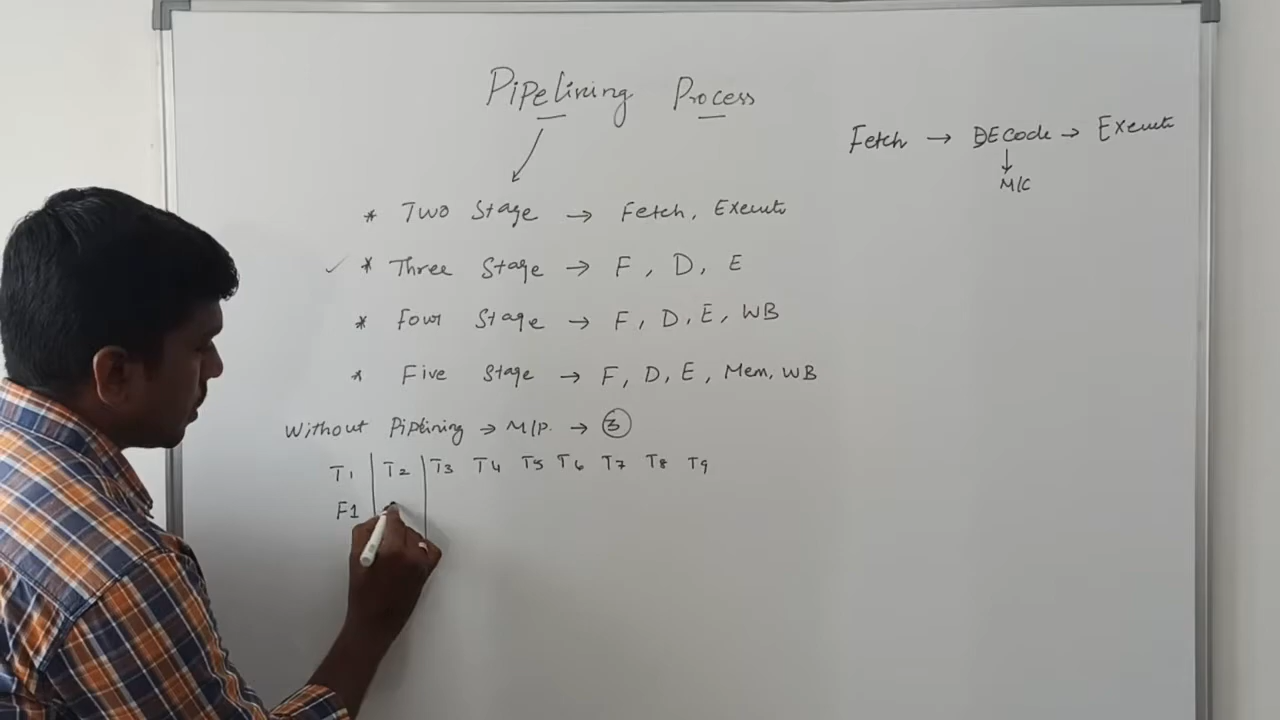 Pipelining Process
Fetch → DECode → Execute
↓
M/C
* Two Stage → Fetch, Execute
✓ * Three Stage → F, D, E
* Four Stage → F, D, E, WB
* Five Stage → F, D, E, Mem, WB
Without Piplining → M/P. → 3
T1 T2 T3 T4 T5 T6 T7 T8 T9
F1